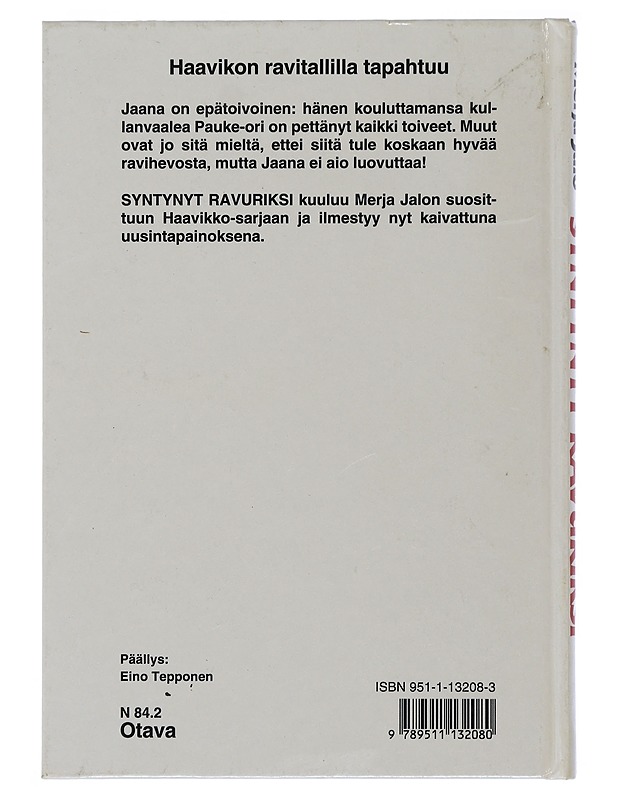 Haavikon ravitallilla tapahtuu
Jaana on epätoivoinen: hänen kouluttamansa kul-
lanvaalea Pauke-ori on pettänyt kaikki toiveet. Muut
ovat jo sitä mieltä, ettei siitä tule koskaan hyvää
ravihevosta, mutta Jaana ei aio luovuttaa!
SYNTYNYT RAVURIKSI kuuluu Merja Jalon suosit-
tuun Haavikko-sarjaan ja ilmestyy nyt kaivattuna
uusintapainoksena.
Päällys:
Eino Tepponen
N 84.2
Otava
ISBN 951-1-13208-3
9 789511 132080
SYNTYNYT RAVURIKSI